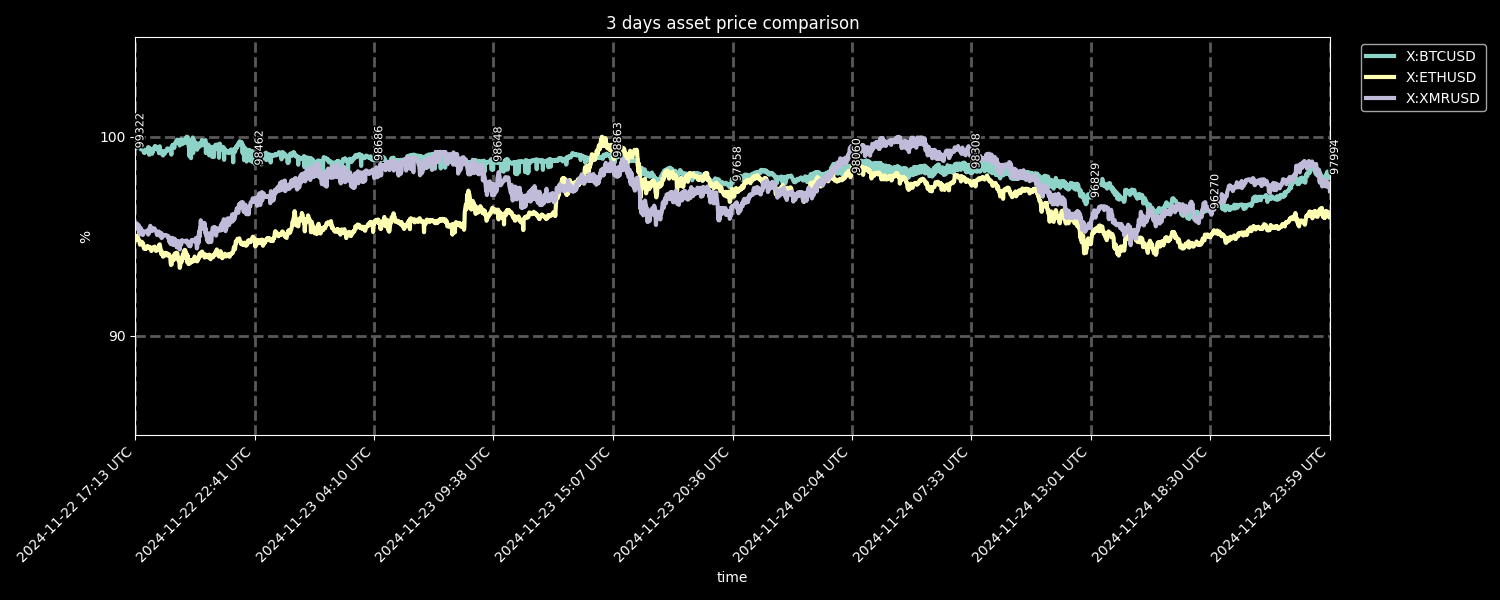 3 days asset price comparison
X:BTCUSD
X:ETHUSD
X:XMRUSD
%
100
90
99322
98462
98686
98648
98863
97658
98060
98308
96829
96270
97994
2024-11-22 17:13 UTC
2024-11-22 22:41 UTC
2024-11-23 04:10 UTC
2024-11-23 09:38 UTC
2024-11-23 15:07 UTC
2024-11-23 20:36 UTC
2024-11-24 02:04 UTC
2024-11-24 07:33 UTC
2024-11-24 13:01 UTC
2024-11-24 18:30 UTC
2024-11-24 23:59 UTC
time